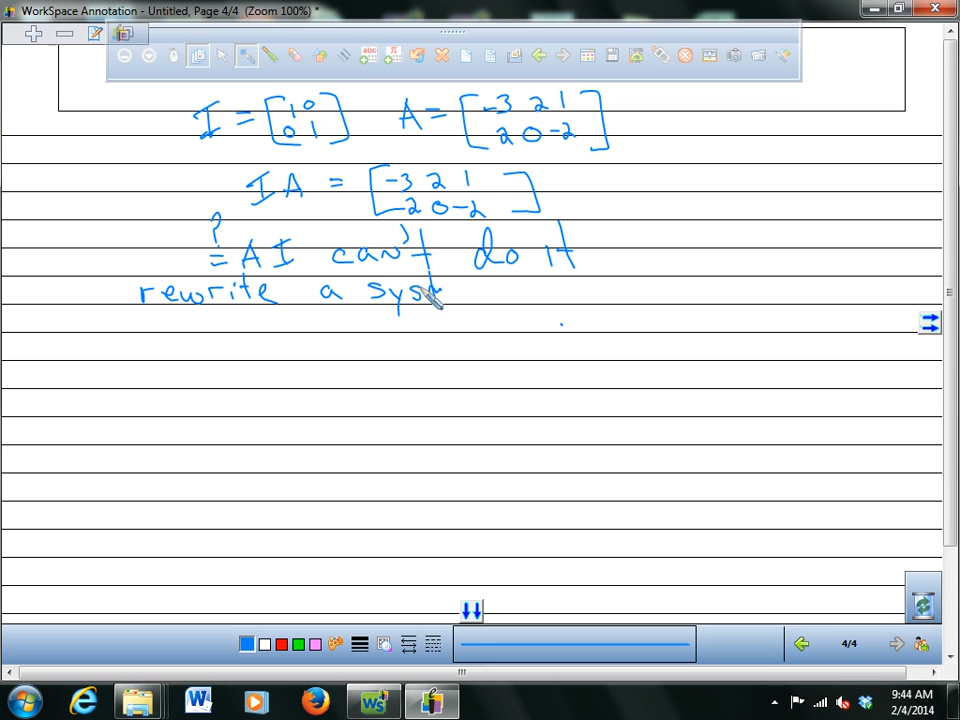 WorkSpace Annotation - Untitled, Page 4/4 (Zoom 100%) *
I = [1 0 A = [-3 2 1
0 1] 2 0 -2]
IA = [-3 2 1
2 0 -2]
?
= AI can't do it
rewrite a syst
4/4
9:44 AM
2/4/2014